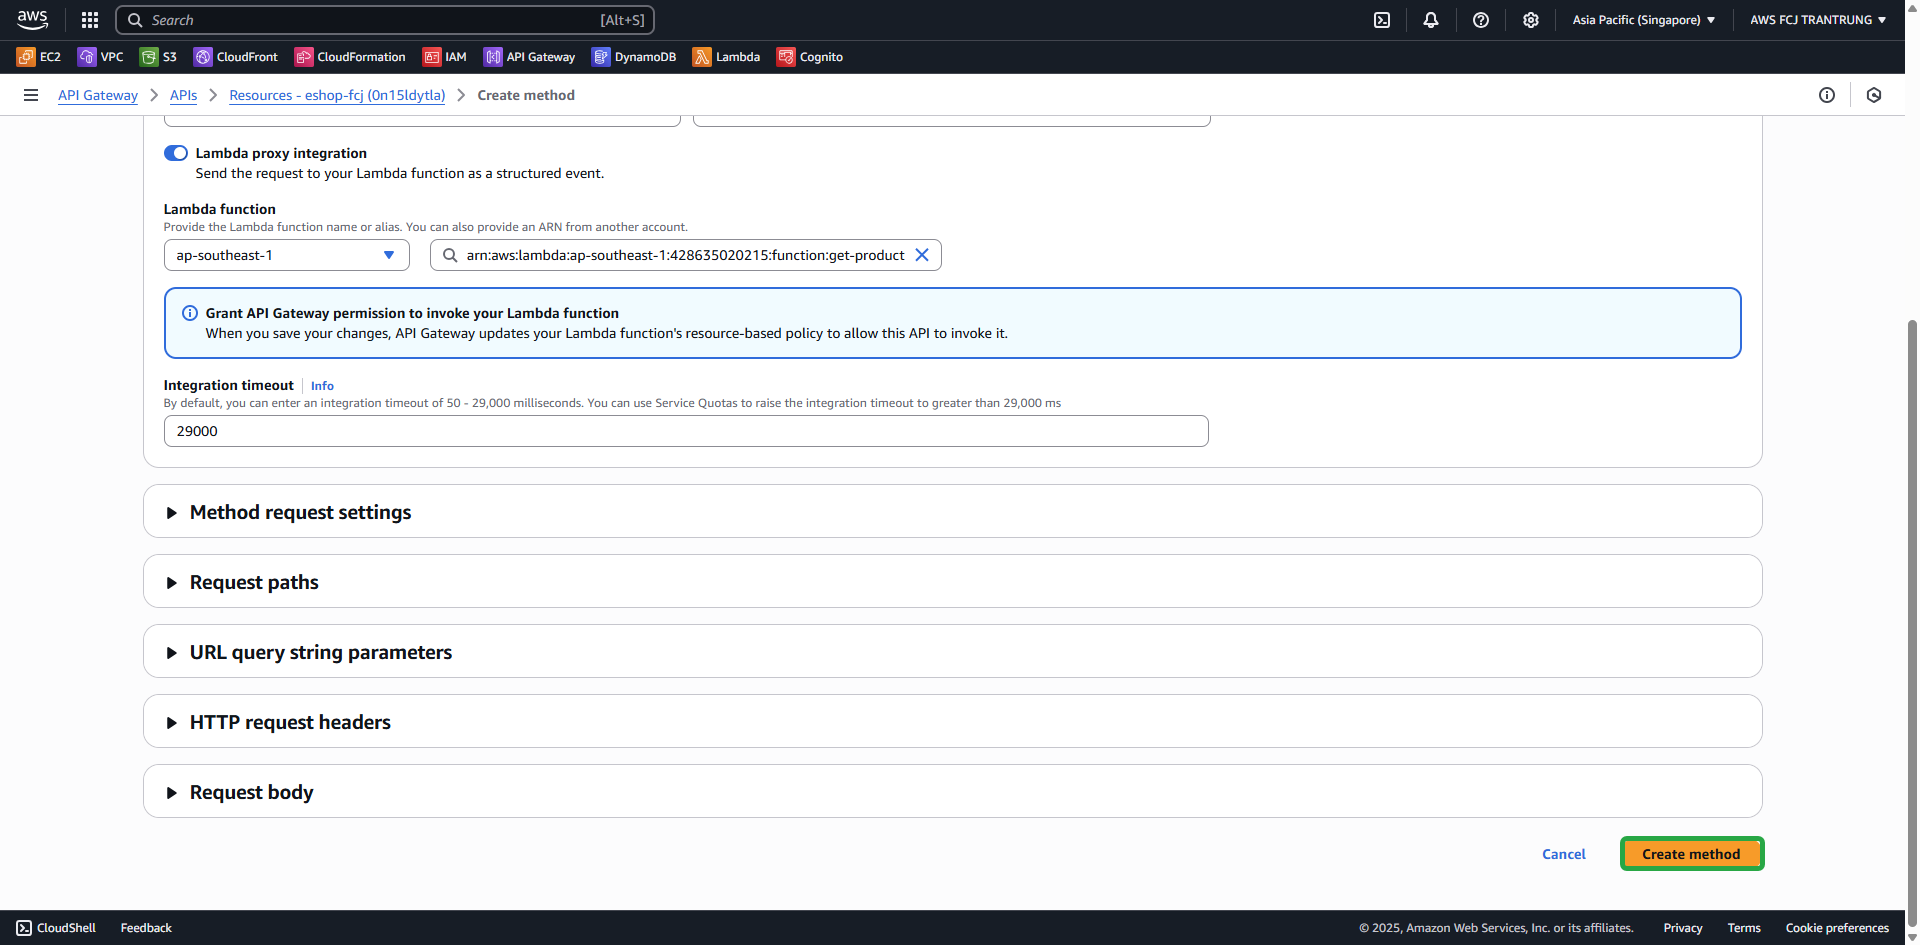 aws Search [Alt+S] Asia Pacific (Singapore) AWS FCJ TRANTRUNG
EC2 VPC S3 CloudFront CloudFormation IAM API Gateway DynamoDB Lambda Cognito
API Gateway APIs Resources - eshop-fcj (0n15ldytla) Create method
Lambda proxy integration
Send the request to your Lambda function as a structured event.
Lambda function
Provide the Lambda function name or alias. You can also provide an ARN from another account.
ap-southeast-1 arn:aws:lambda:ap-southeast-1:428635020215:function:get-product
Grant API Gateway permission to invoke your Lambda function
When you save your changes, API Gateway updates your Lambda function's resource-based policy to allow this API to invoke it.
Integration timeout Info
By default, you can enter an integration timeout of 50 - 29,000 milliseconds. You can use Service Quotas to raise the integration timeout to greater than 29,000 ms
29000
Method request settings
Request paths
URL query string parameters
HTTP request headers
Request body
Cancel Create method
CloudShell Feedback © 2025, Amazon Web Services, Inc. or its affiliates. Privacy Terms Cookie preferences